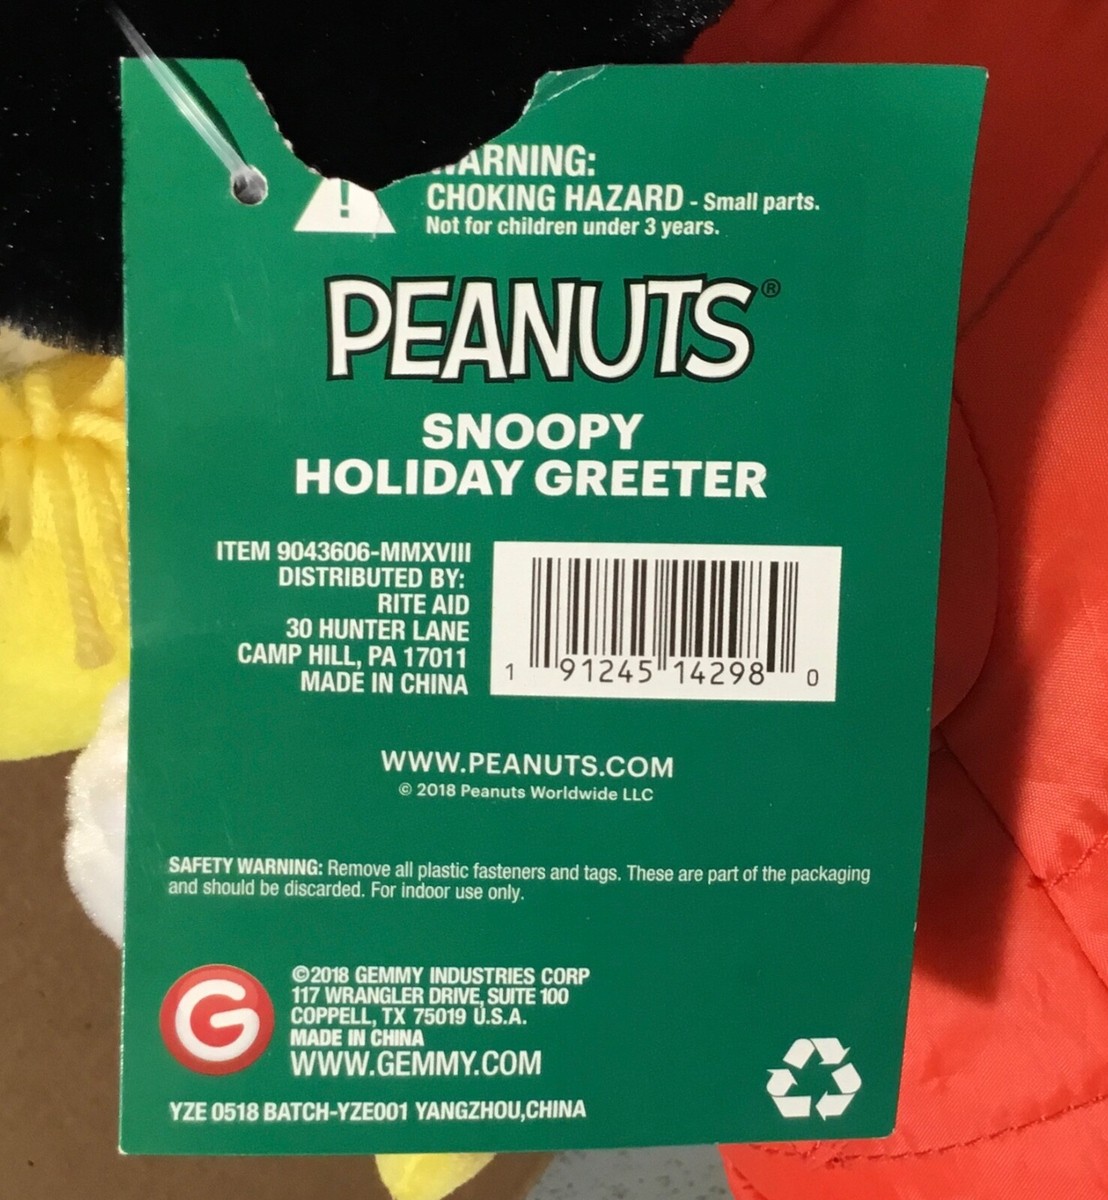 WARNING:
CHOKING HAZARD - Small parts.
Not for children under 3 years.
PEANUTS®
SNOOPY
HOLIDAY GREETER
ITEM 9043606-MMXVIII
DISTRIBUTED BY:
RITE AID
30 HUNTER LANE
CAMP HILL, PA 17011
MADE IN CHINA
1 91245 14298 0
WWW.PEANUTS.COM
© 2018 Peanuts Worldwide LLC
SAFETY WARNING: Remove all plastic fasteners and tags. These are part of the packaging
and should be discarded. For indoor use only.
G
©2018 GEMMY INDUSTRIES CORP
117 WRANGLER DRIVE, SUITE 100
COPPELL, TX 75019 U.S.A.
MADE IN CHINA
WWW.GEMMY.COM
YZE 0518 BATCH-YZE001 YANGZHOU,CHINA